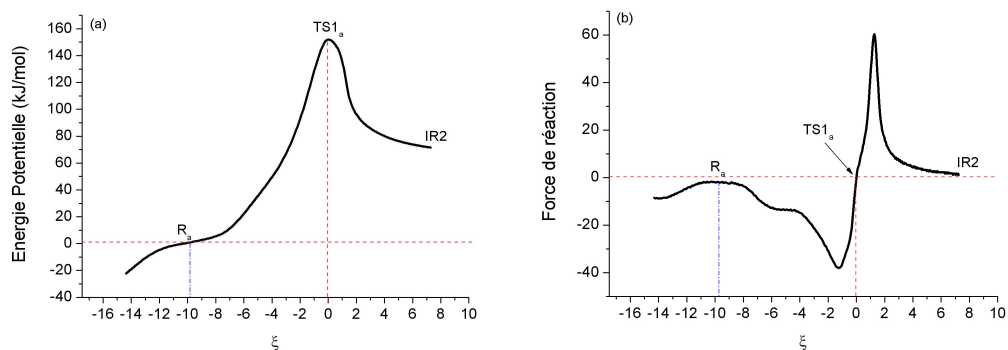 (a)
TS1a
160
140
120
100
80
60
40
20
0
-20
-40
Energie Potentielle (kJ/mol)
Ra
IR2
-16 -14 -12 -10 -8 -6 -4 -2 0 2 4 6 8 10
ξ
(b)
60
40
20
0
-20
-40
Force de réaction
TS1a
Ra
IR2
-16 -14 -12 -10 -8 -6 -4 -2 0 2 4 6 8 10
ξ